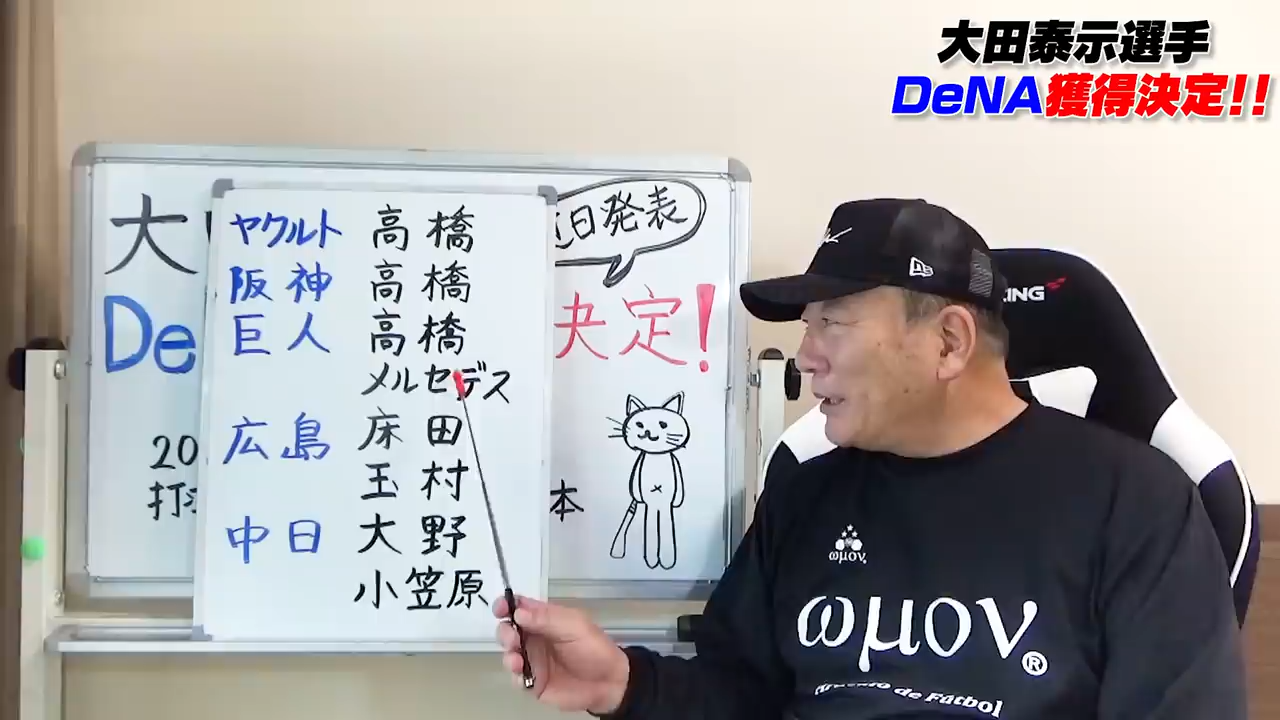 大田泰示選手
DeNA獲得決定!!
大
近日発表
De
決定!
20
打
本
ヤクルト 高橋
阪神 高橋
巨人 高橋
メルセデス
広島 床田
玉村
中日 大野
小笠原
KING
ωμον
ωμον®
de Fútbol